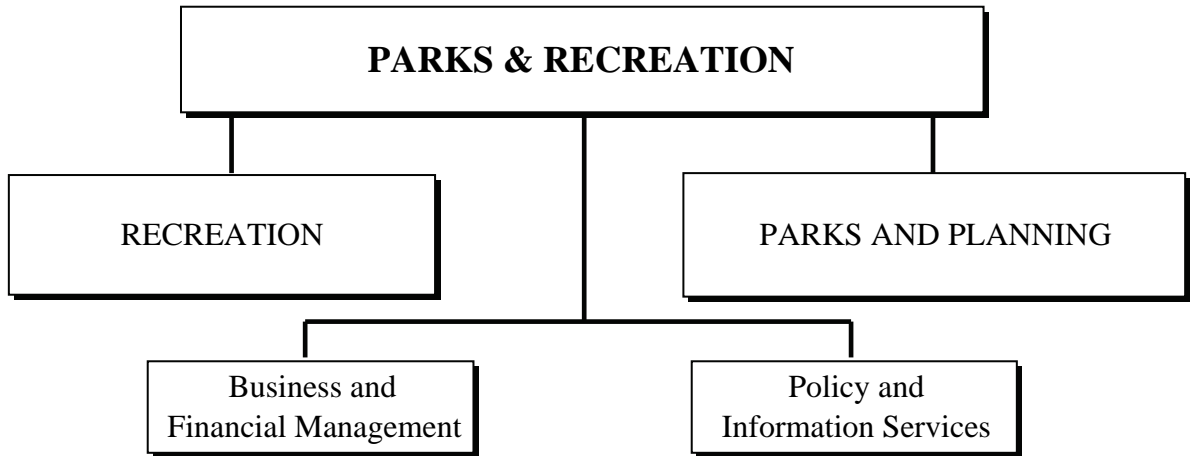 PARKS & RECREATION
RECREATION
PARKS AND PLANNING
Business and
Financial Management
Policy and
Information Services